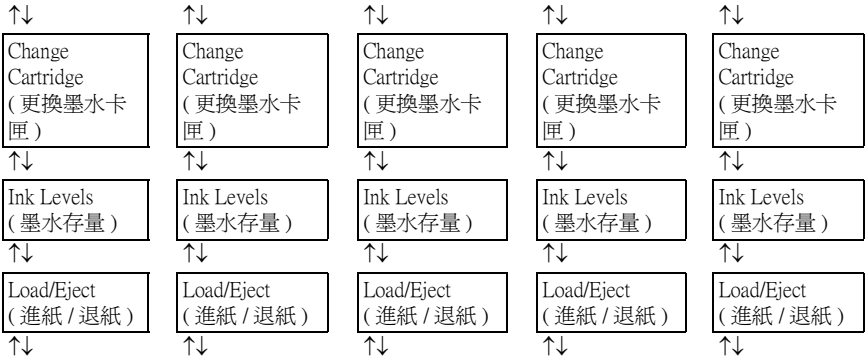 ↑↓ ↑↓ ↑↓ ↑↓ ↑↓
Change Change Change Change Change
Cartridge Cartridge Cartridge Cartridge Cartridge
( 更換墨水卡 ( 更換墨水卡 ( 更換墨水卡 ( 更換墨水卡 ( 更換墨水卡
匣 ) 匣 ) 匣 ) 匣 ) 匣 )
↑↓ ↑↓ ↑↓ ↑↓ ↑↓
Ink Levels Ink Levels Ink Levels Ink Levels Ink Levels
( 墨水存量 ) ( 墨水存量 ) ( 墨水存量 ) ( 墨水存量 ) ( 墨水存量 )
↑↓ ↑↓ ↑↓ ↑↓ ↑↓
Load/Eject Load/Eject Load/Eject Load/Eject Load/Eject
( 進紙 / 退紙 ) ( 進紙 / 退紙 ) ( 進紙 / 退紙 ) ( 進紙 / 退紙 ) ( 進紙 / 退紙 )
↑↓ ↑↓ ↑↓ ↑↓ ↑↓